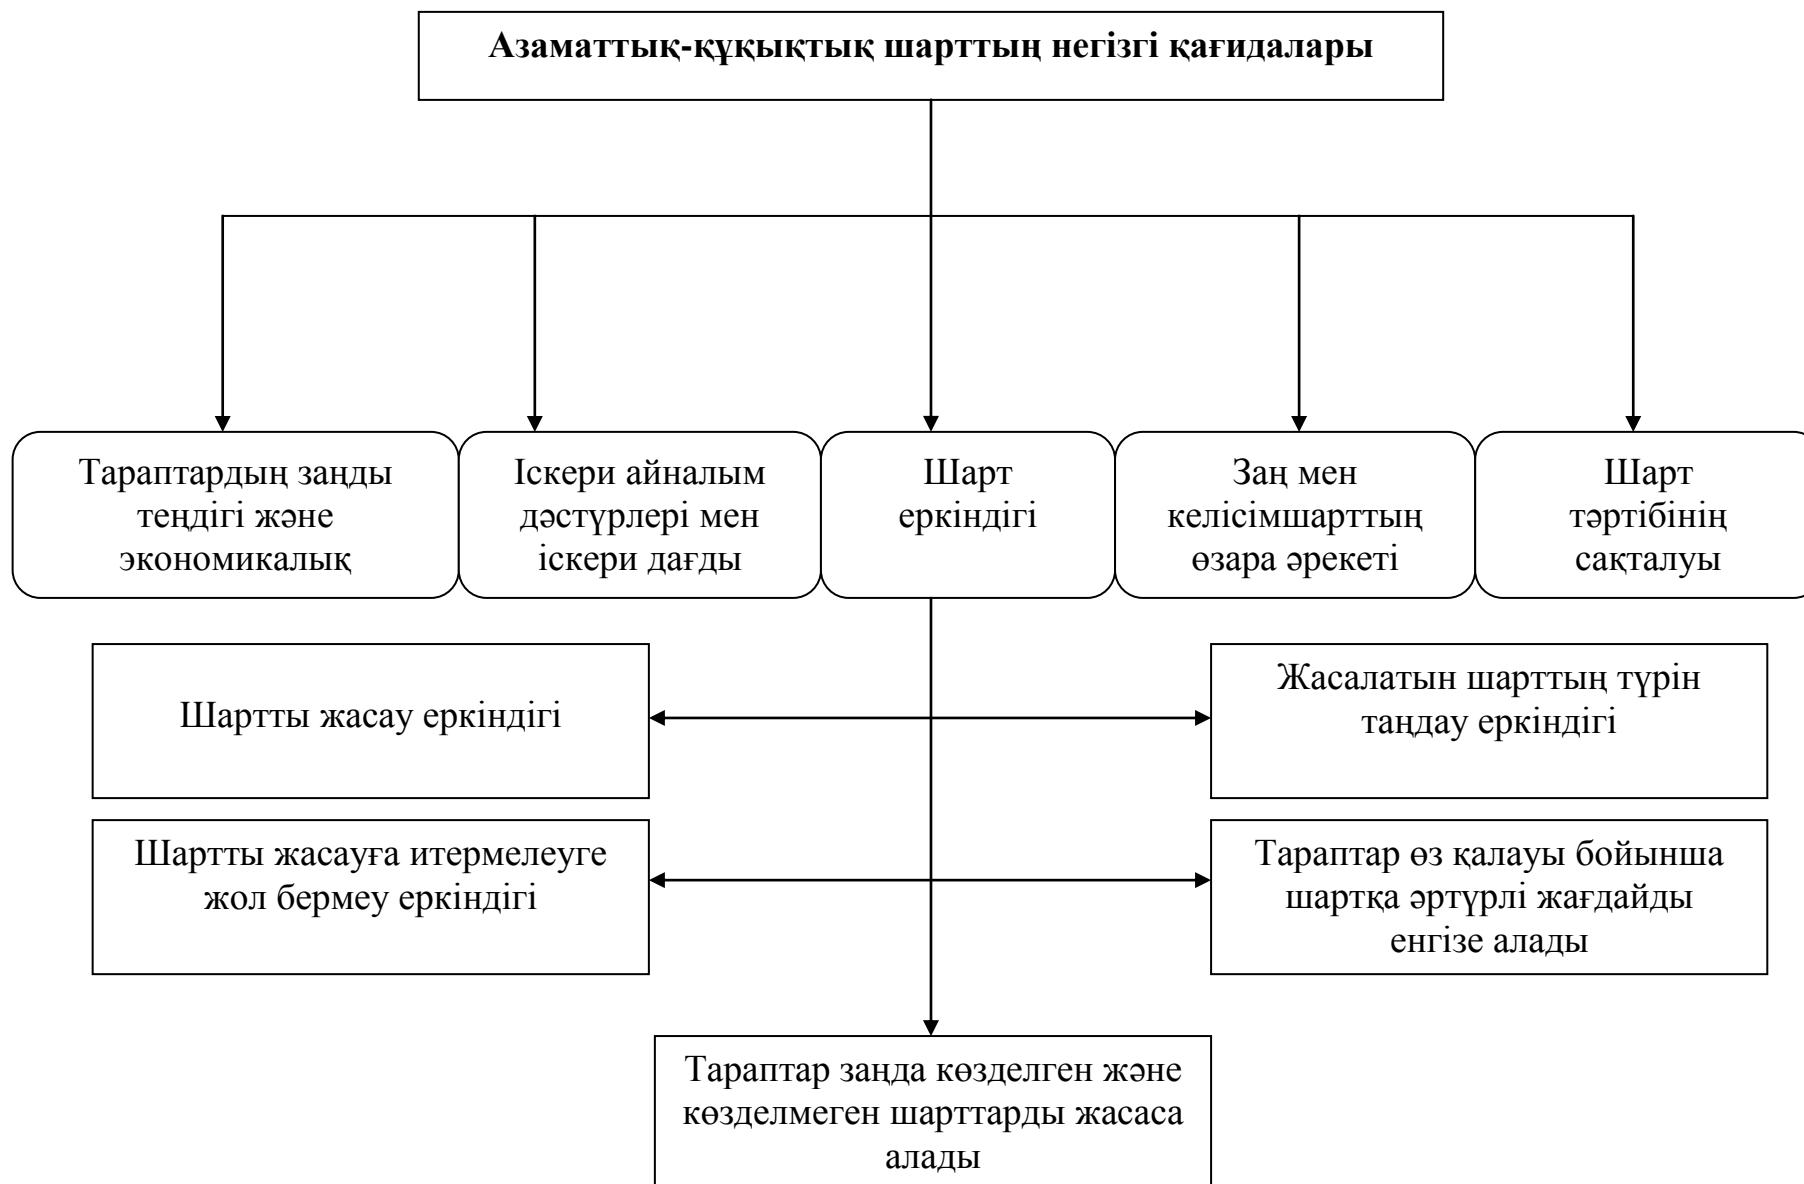 Азаматтық-құқықтық шарттың негізгі қағидалары
Тараптардың заңды
теңдігі және
экономикалық
Іскери айналым
дәстүрлері мен
іскери дағды
Шарт
еркіндігі
Заң мен
келісімшарттың
өзара әрекеті
Шарт
тәртібінің
сақталуы
Шартты жасау еркіндігі
Жасалатын шарттың түрін
таңдау еркіндігі
Шартты жасауға итермелеуге
жол бермеу еркіндігі
Тараптар өз қалауы бойынша
шартқа әртүрлі жағдайды
енгізе алады
Тараптар заңда көзделген және
көзделмеген шарттарды жасаса
алады